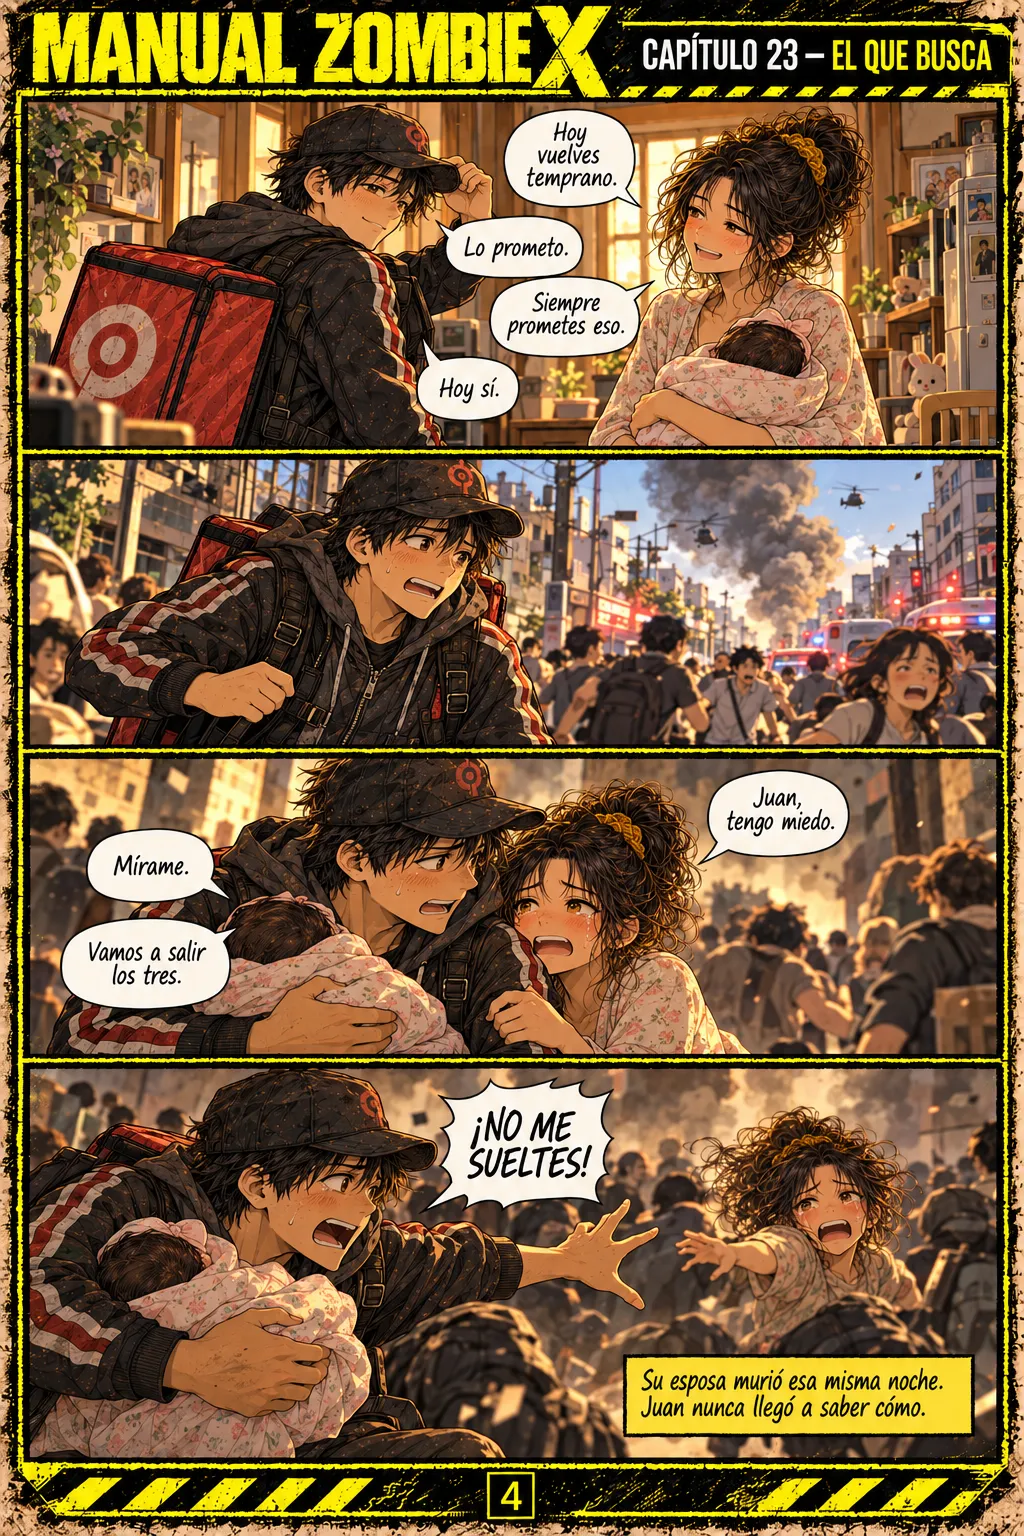 MANUAL ZOMBIE X
CAPÍTULO 23 – EL QUE BUSCA
Hoy
vuelves
temprano.
Lo prometo.
Siempre
prometes eso.
Hoy sí.
Juan,
tengo miedo.
Mírame.
Vamos a salir
los tres.
¡NO ME
SUELTES!
Su esposa murió esa misma noche.
Juan nunca llegó a saber cómo.
4